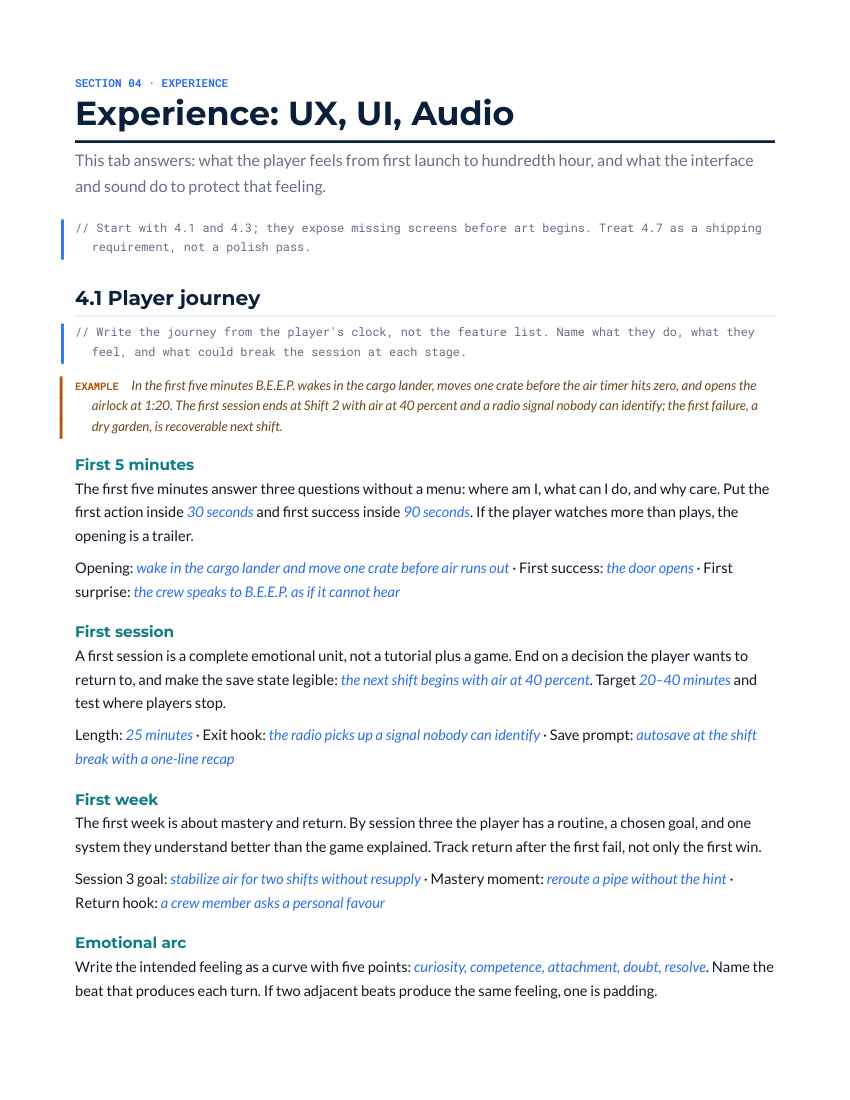 SECTION 04 · EXPERIENCE
Experience: UX, UI, Audio
This tab answers: what the player feels from first launch to hundredth hour, and what the interface
and sound do to protect that feeling.
// Start with 4.1 and 4.3; they expose missing screens before art begins. Treat 4.7 as a shipping
requirement, not a polish pass.
4.1 Player journey
// Write the journey from the player's clock, not the feature list. Name what they do, what they
feel, and what could break the session at each stage.
EXAMPLE In the first five minutes B.E.E.P. wakes in the cargo lander, moves one crate before the air timer hits zero, and opens the
airlock at 1:20. The first session ends at Shift 2 with air at 40 percent and a radio signal nobody can identify; the first failure, a
dry garden, is recoverable next shift.
First 5 minutes
The first five minutes answer three questions without a menu: where am I, what can I do, and why care. Put the
first action inside 30 seconds and first success inside 90 seconds. If the player watches more than plays, the
opening is a trailer.
Opening: wake in the cargo lander and move one crate before air runs out · First success: the door opens · First
surprise: the crew speaks to B.E.E.P. as if it cannot hear
First session
A first session is a complete emotional unit, not a tutorial plus a game. End on a decision the player wants to
return to, and make the save state legible: the next shift begins with air at 40 percent. Target 20–40 minutes and
test where players stop.
Length: 25 minutes · Exit hook: the radio picks up a signal nobody can identify · Save prompt: autosave at the shift
break with a one-line recap
First week
The first week is about mastery and return. By session three the player has a routine, a chosen goal, and one
system they understand better than the game explained. Track return after the first fail, not only the first win.
Session 3 goal: stabilize air for two shifts without resupply · Mastery moment: reroute a pipe without the hint ·
Return hook: a crew member asks a personal favour
Emotional arc
Write the intended feeling as a curve with five points: curiosity, competence, attachment, doubt, resolve. Name the
beat that produces each turn. If two adjacent beats produce the same feeling, one is padding.